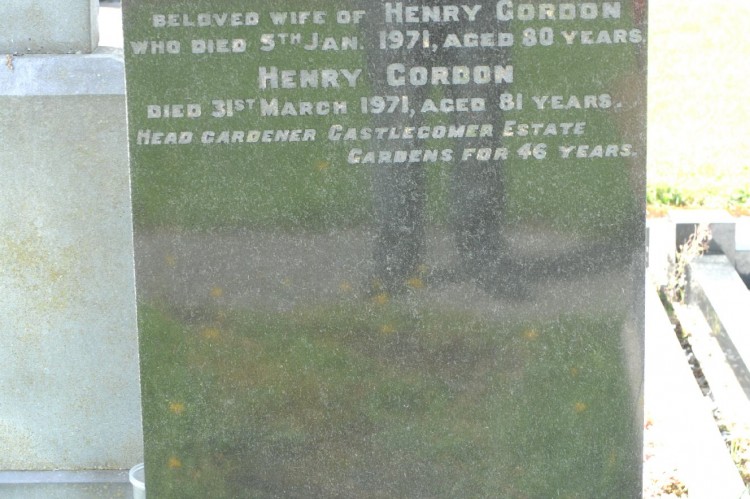 BELOVED WIFE OF HENRY GORDON
WHO DIED 5TH JAN. 1971, AGED 80 YEARS,
HENRY GORDON
DIED 31ST MARCH 1971, AGED 81 YEARS.
HEAD GARDENER CASTLECOMER ESTATE
GARDENS FOR 46 YEARS.